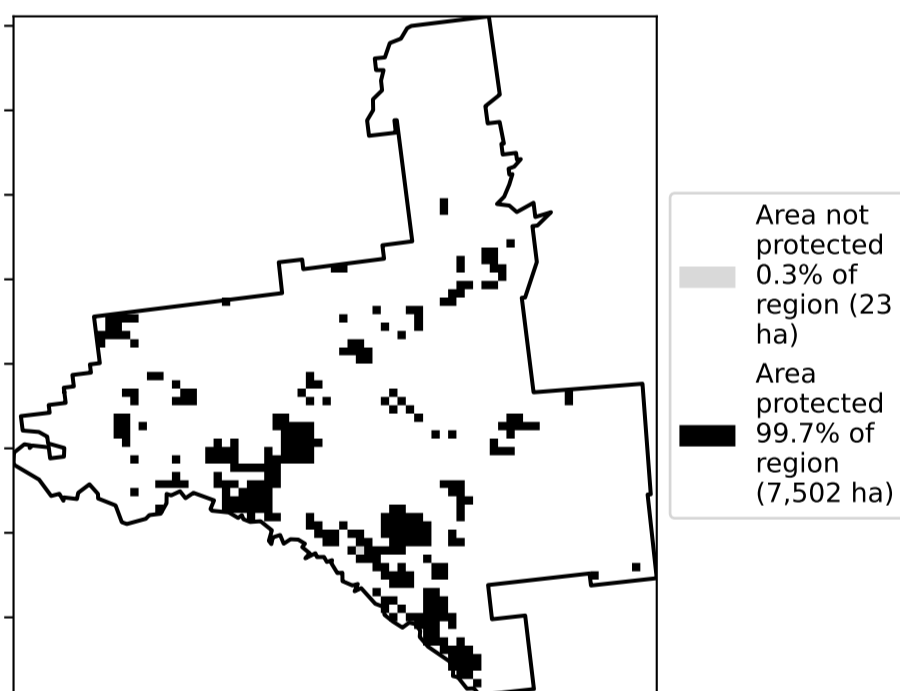 Area not
protected
0.3% of
region (23
ha)
Area
protected
99.7% of
region
(7,502 ha)